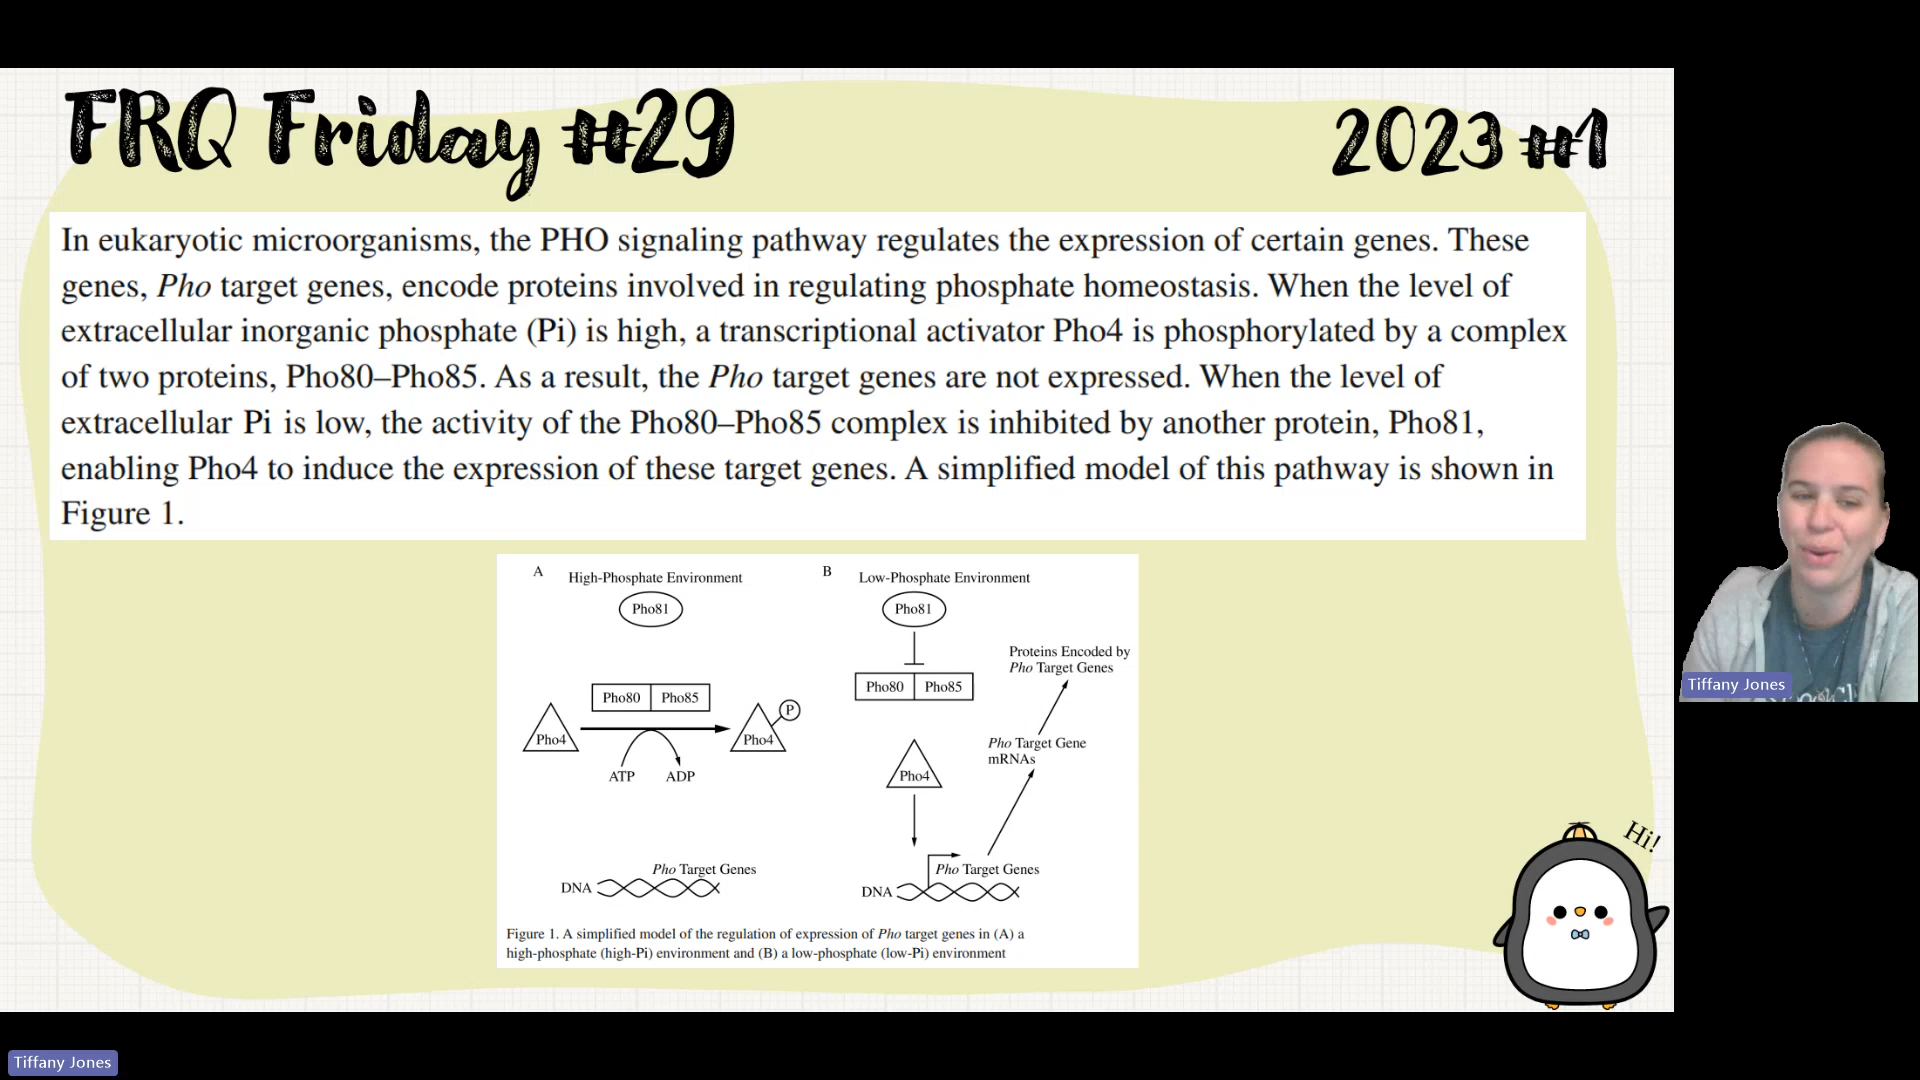 FRQ Friday #29
2023 #1
In eukaryotic microorganisms, the PHO signaling pathway regulates the expression of certain genes. These
genes, Pho target genes, encode proteins involved in regulating phosphate homeostasis. When the level of
extracellular inorganic phosphate (Pi) is high, a transcriptional activator Pho4 is phosphorylated by a complex
of two proteins, Pho80–Pho85. As a result, the Pho target genes are not expressed. When the level of
extracellular Pi is low, the activity of the Pho80–Pho85 complex is inhibited by another protein, Pho81,
enabling Pho4 to induce the expression of these target genes. A simplified model of this pathway is shown in
Figure 1.
A
High-Phosphate Environment
Pho81
Pho80 Pho85
Pho4
Pho4
P
ATP
ADP
Pho Target Genes
DNA
B
Low-Phosphate Environment
Pho81
Pho80 Pho85
Pho4
Proteins Encoded by
Pho Target Genes
Pho Target Gene
mRNAs
Pho Target Genes
DNA
Figure 1. A simplified model of the regulation of expression of Pho target genes in (A) a
high-phosphate (high-Pi) environment and (B) a low-phosphate (low-Pi) environment
Hi!
Tiffany Jones
Tiffany Jones